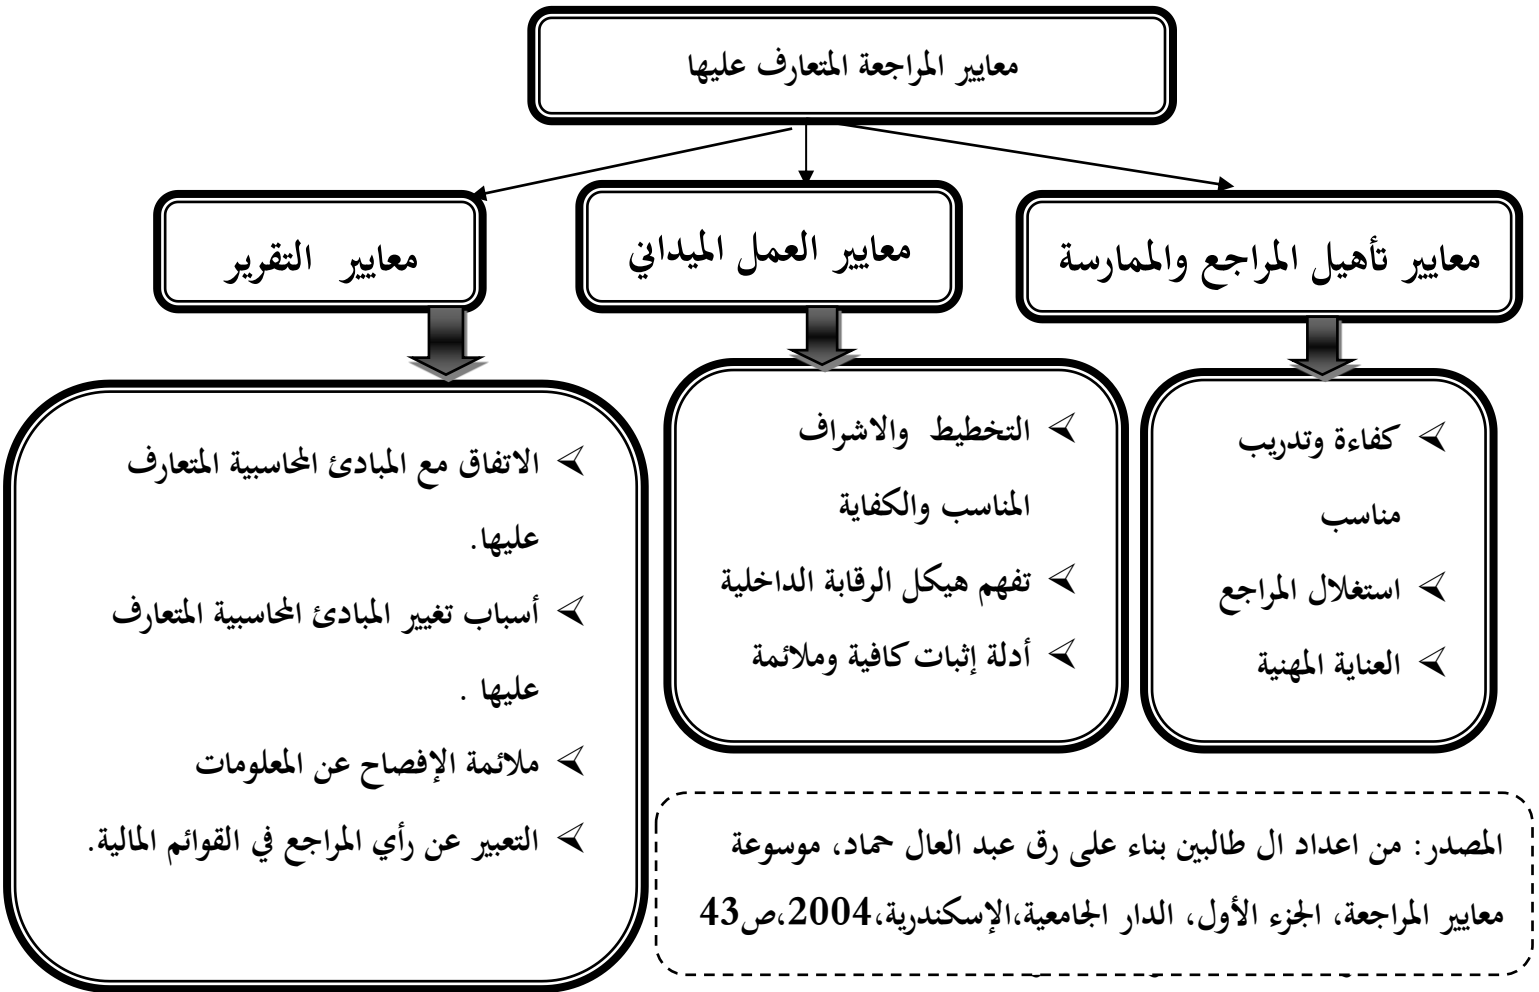 معايير المراجعة المتعارف عليها
معايير تأهيل المراجع والممارسة
معايير العمل الميداني
معايير التقرير
كفاءة وتدريب
مناسب
استغلال المراجع
العناية المهنية
التخطيط والاشراف
المناسب والكفاية
تفهم هيكل الرقابة الداخلية
أدلة إثبات كافية وملائمة
الاتفاق مع المبادئ المحاسبية المتعارف
عليها.
أسباب تغيير المبادئ المحاسبية المتعارف
عليها .
ملائمة الإفصاح عن المعلومات
التعبير عن رأي المراجع في القوائم المالية.
المصدر: من اعداد ال طالبين بناء على رق عبد العال حماد، موسوعة
معايير المراجعة، الجزء الأول، الدار الجامعية،الإسكندرية،2004،ص43